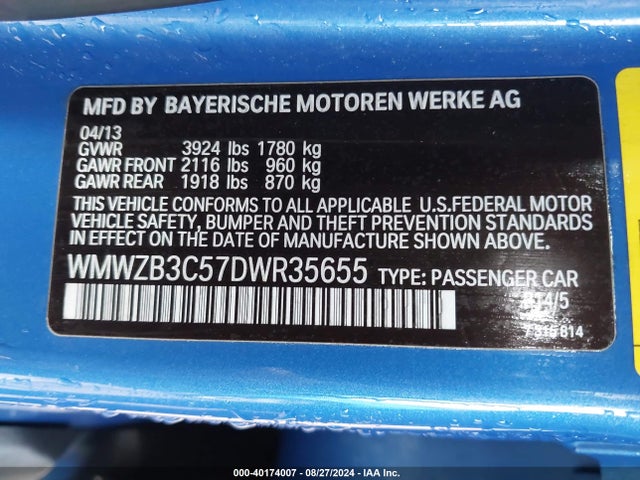 MFD BY BAYERISCHE MOTOREN WERKE AG
04/13
GVWR 3924 lbs 1780 kg
GAWR FRONT 2116 lbs 960 kg
GAWR REAR 1918 lbs 870 kg
THIS VEHICLE CONFORMS TO ALL APPLICABLE U.S.FEDERAL MOTOR
VEHICLE SAFETY, BUMPER AND THEFT PREVENTION STANDARDS
IN EFFECT ON THE DATE OF MANUFACTURE SHOWN ABOVE.
WMWZB3C57DWR35655 TYPE: PASSENGER CAR
000-40174007 - 08/27/2024 - IAA Inc.